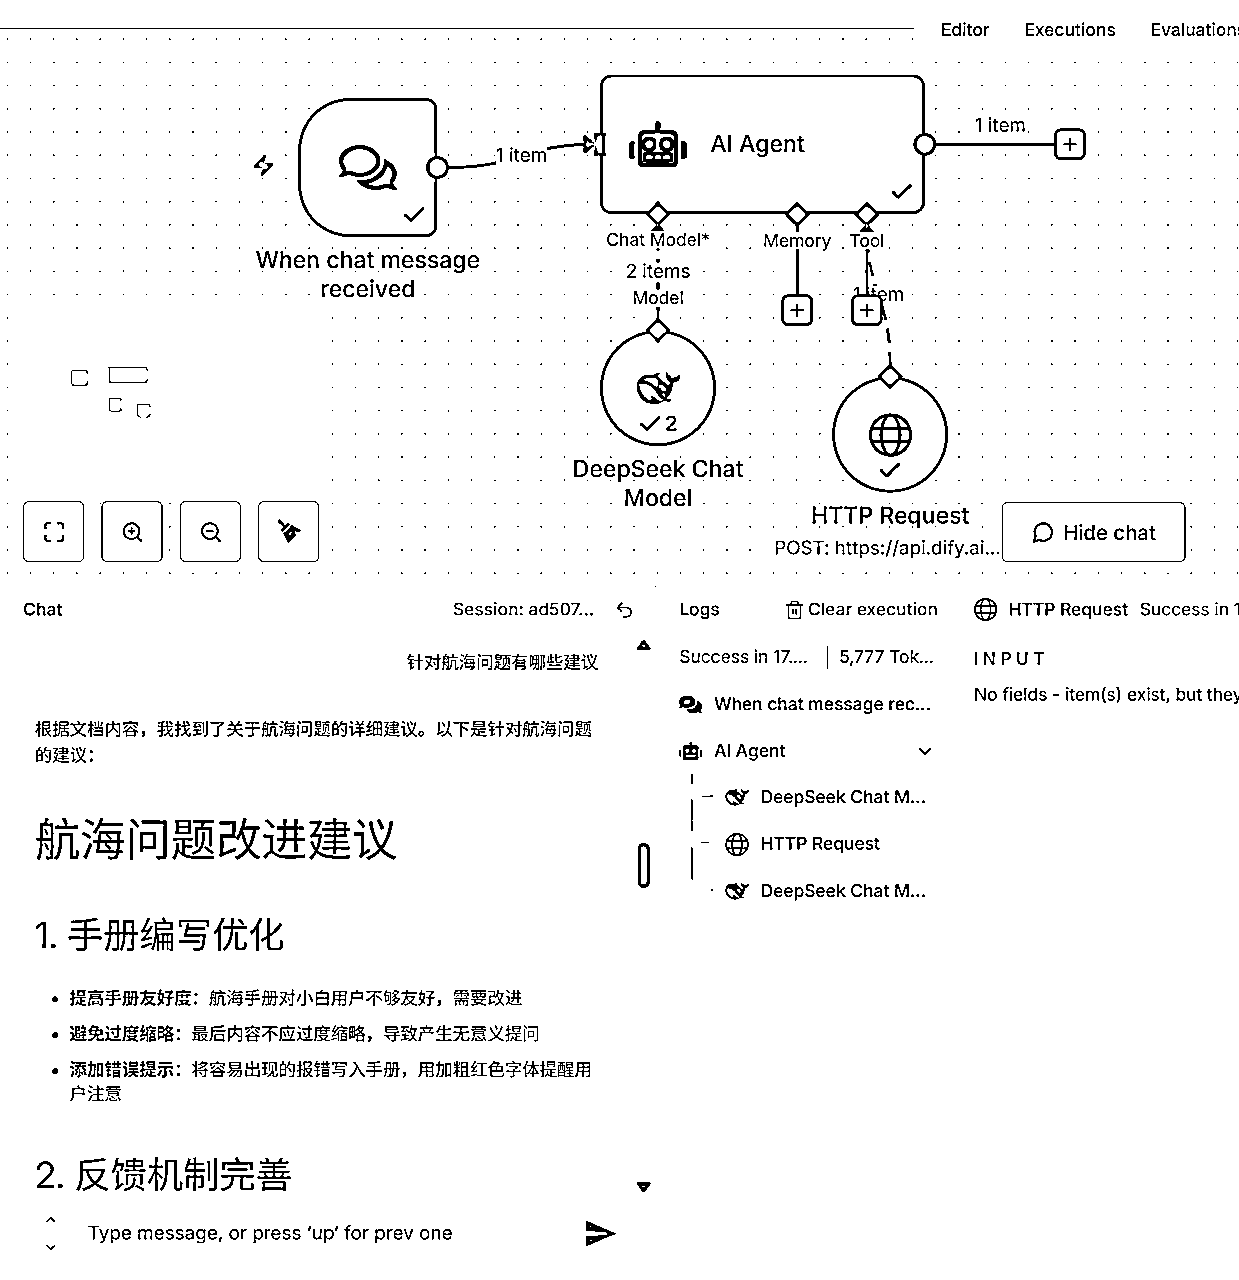 Editor
Executions
Evaluations
1 item
AI Agent
1 item
When chat message
received
Chat Model*
Memory
Tool
2 items
Model
1 item
2
DeepSeek Chat
Model
HTTP Request
POST: https://api.dify.ai...
Hide chat
Chat
Session: ad507...
针对航海问题有哪些建议
根据文档内容，我找到了关于航海问题的详细建议。以下是针对航海问题
的建议：
航海问题改进建议
1. 手册编写优化
• 提高手册友好度：航海手册对小白用户不够友好，需要改进
• 避免过度缩略：最后内容不应过度缩略，导致产生无意义提问
• 添加错误提示：将容易出现的报错写入手册，用加粗红色字体提醒用
户注意
2. 反馈机制完善
Type message, or press ‘up’ for prev one
Logs
Clear execution
Success in 17....
5,777 Tok...
When chat message rec...
AI Agent
DeepSeek Chat M...
HTTP Request
DeepSeek Chat M...
HTTP Request
Success in 1
INPUT
No fields - item(s) exist, but they